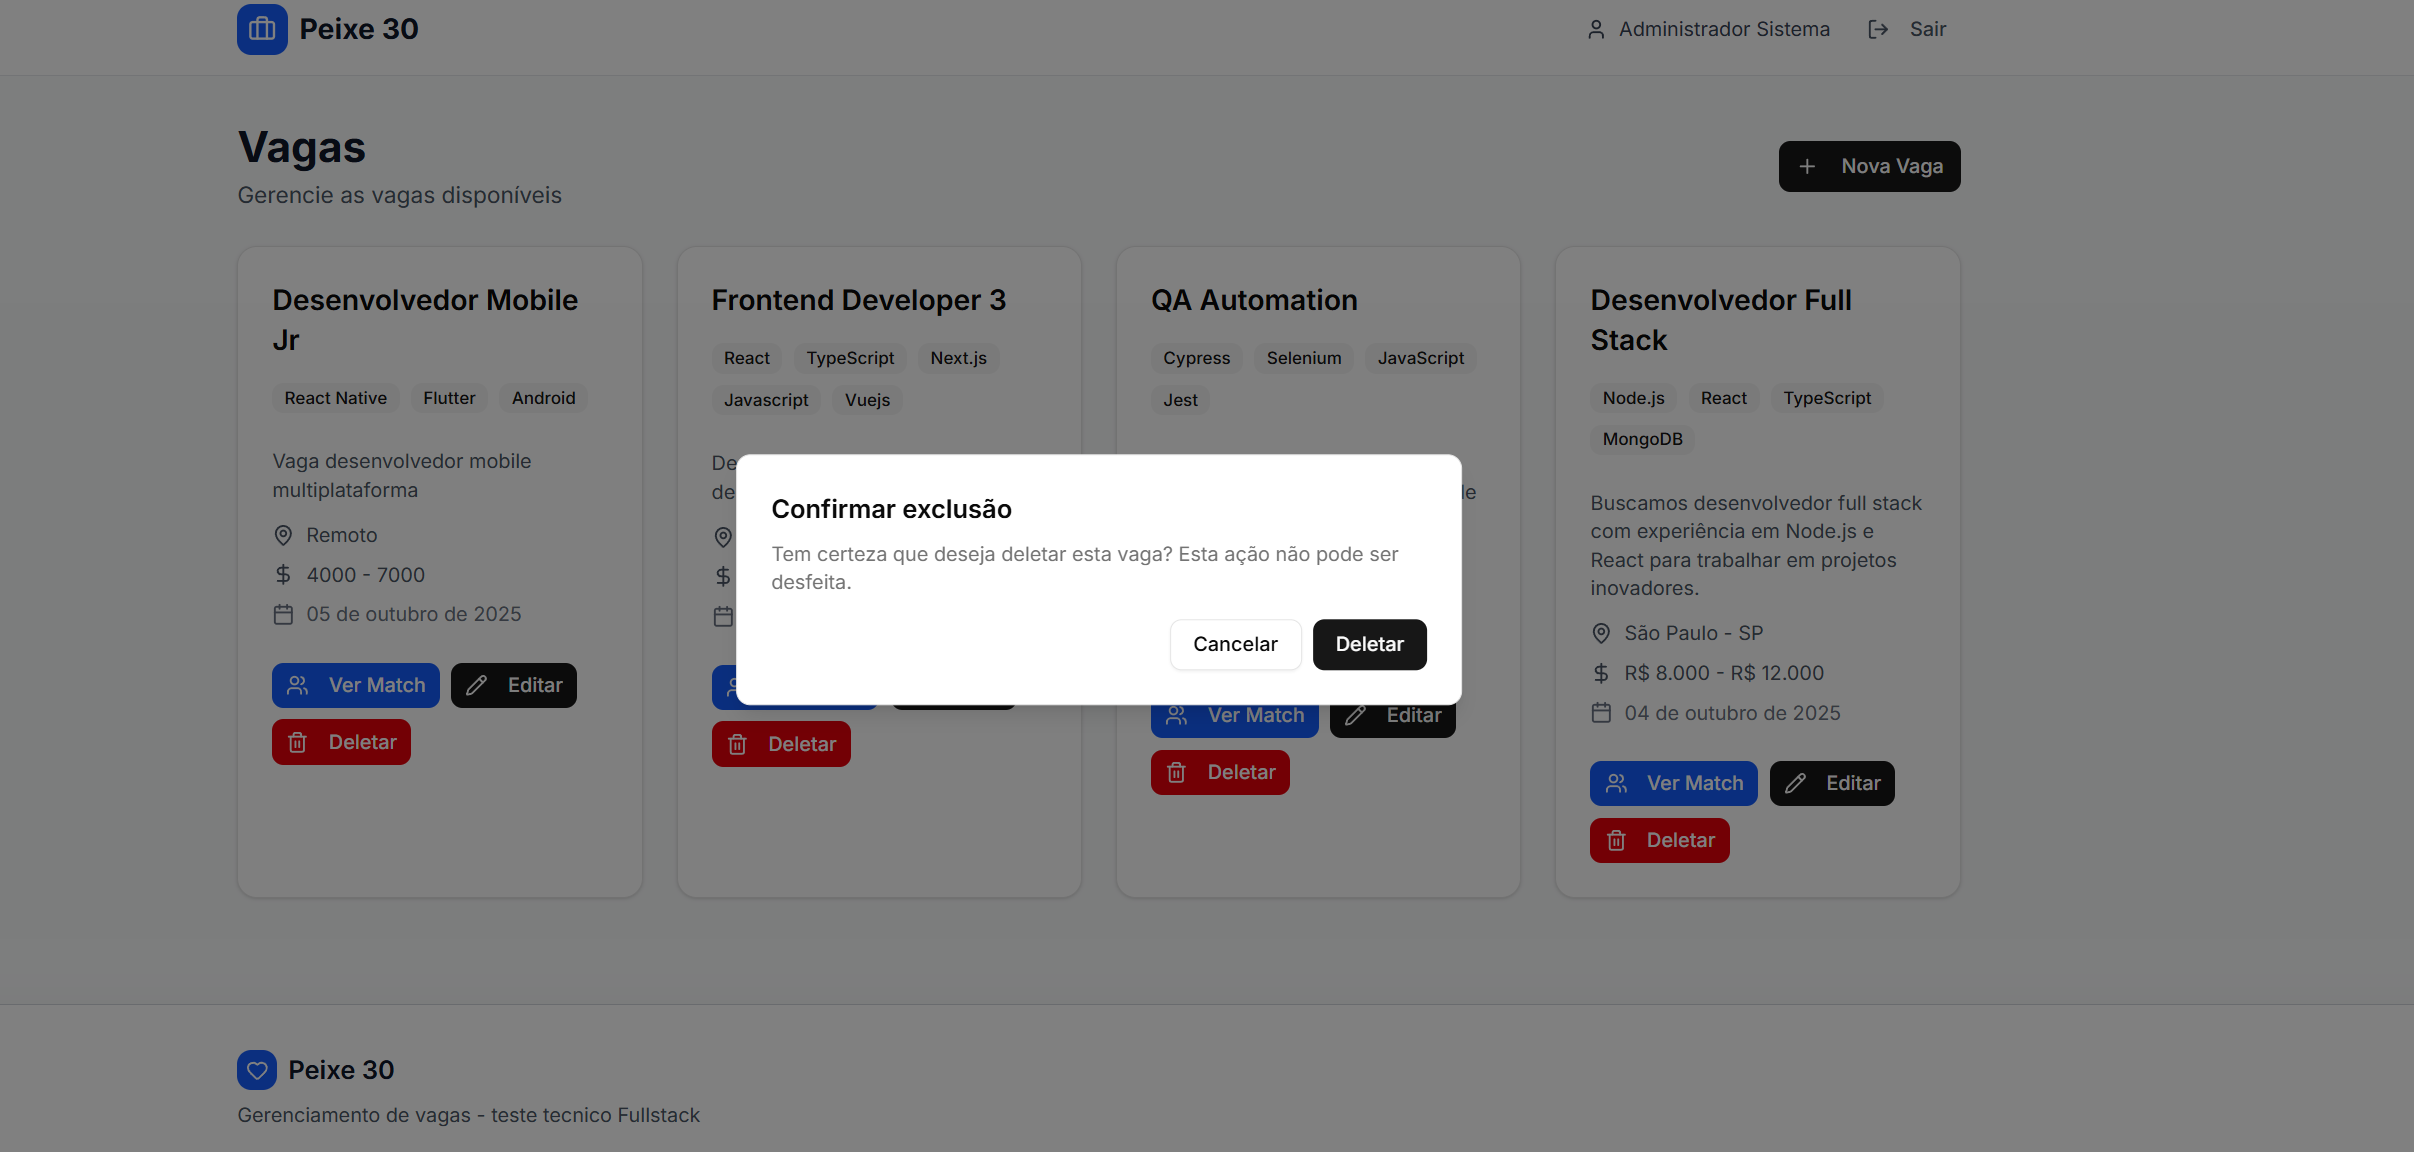 Peixe 30
Administrador Sistema
Sair
Vagas
Gerencie as vagas disponíveis
Nova Vaga
Desenvolvedor Mobile
Jr
React Native
Flutter
Android
Vaga desenvolvedor mobile
multiplataforma
Remoto
4000 - 7000
05 de outubro de 2025
Ver Match
Editar
Deletar
Frontend Developer 3
React
TypeScript
Next.js
Javascript
Vuejs
Deletar
QA Automation
Cypress
Selenium
JavaScript
Jest
Ver Match
Editar
Deletar
Desenvolvedor Full
Stack
Node.js
React
TypeScript
MongoDB
Buscamos desenvolvedor full stack
com experiência em Node.js e
React para trabalhar em projetos
inovadores.
São Paulo - SP
R$ 8.000 - R$ 12.000
04 de outubro de 2025
Ver Match
Editar
Deletar
Confirmar exclusão
Tem certeza que deseja deletar esta vaga? Esta ação não pode ser
desfeita.
Cancelar
Deletar
Peixe 30
Gerenciamento de vagas - teste tecnico Fullstack